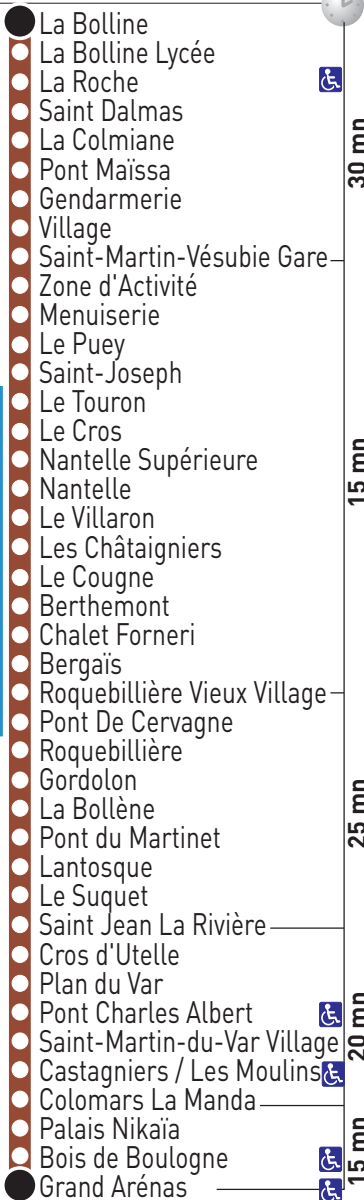 La Bolline
La Bolline Lycée
La Roche
Saint Dalmas
La Colmiane
Pont Maïssa
Gendarmerie
Village
Saint-Martin-Vésubie Gare
Zone d'Activité
Menuiserie
Le Puey
Saint-Joseph
Le Touron
Le Cros
Nantelle Supérieure
Nantelle
Le Villaron
Les Châtaigniers
Le Cougne
Berthemont
Chalet Forneri
Bergaïs
Roquebillière Vieux Village
Pont De Cervagne
Roquebillière
Gordolon
La Bollène
Pont du Martinet
Lantosque
Le Suquet
Saint Jean La Rivière
Cros d'Utelle
Plan du Var
Pont Charles Albert
Saint-Martin-du-Var Village
Castagniers / Les Moulins
Colomars La Manda
Palais Nikaïa
Bois de Boulogne
Grand Arénas
30 mn
15 mn
25 mn
20 mn
15 mn